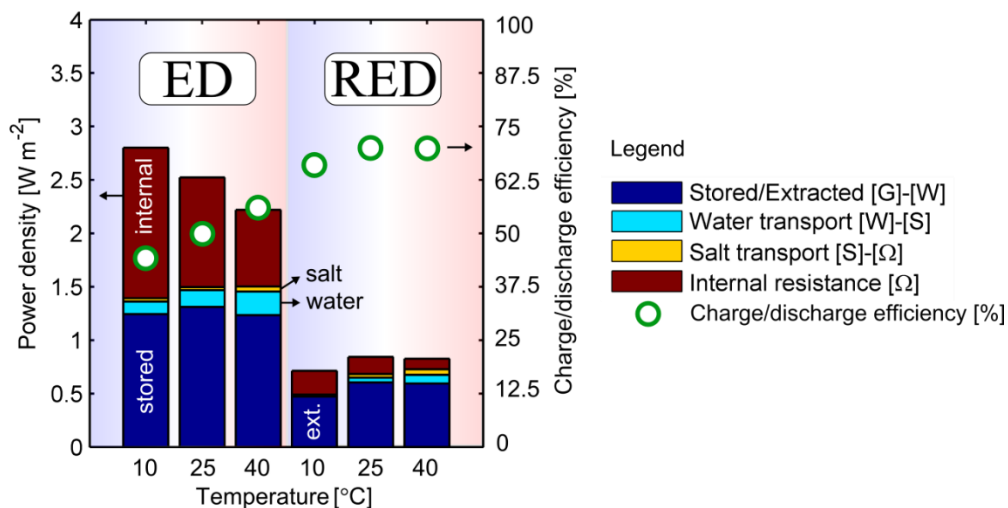 ED
RED
Power density [W m-2]
4
3.5
3
2.5
2
1.5
1
0.5
0
internal
stored
salt
water
ext.
100
87.5
75
62.5
50
37.5
25
12.5
0
Charge/discharge efficiency [%]
10 25 40 10 25 40
Temperature [°C]
Legend
Stored/Extracted [G]-[W]
Water transport [W]-[S]
Salt transport [S]-[Ω]
Internal resistance [Ω]
Charge/discharge efficiency [%]